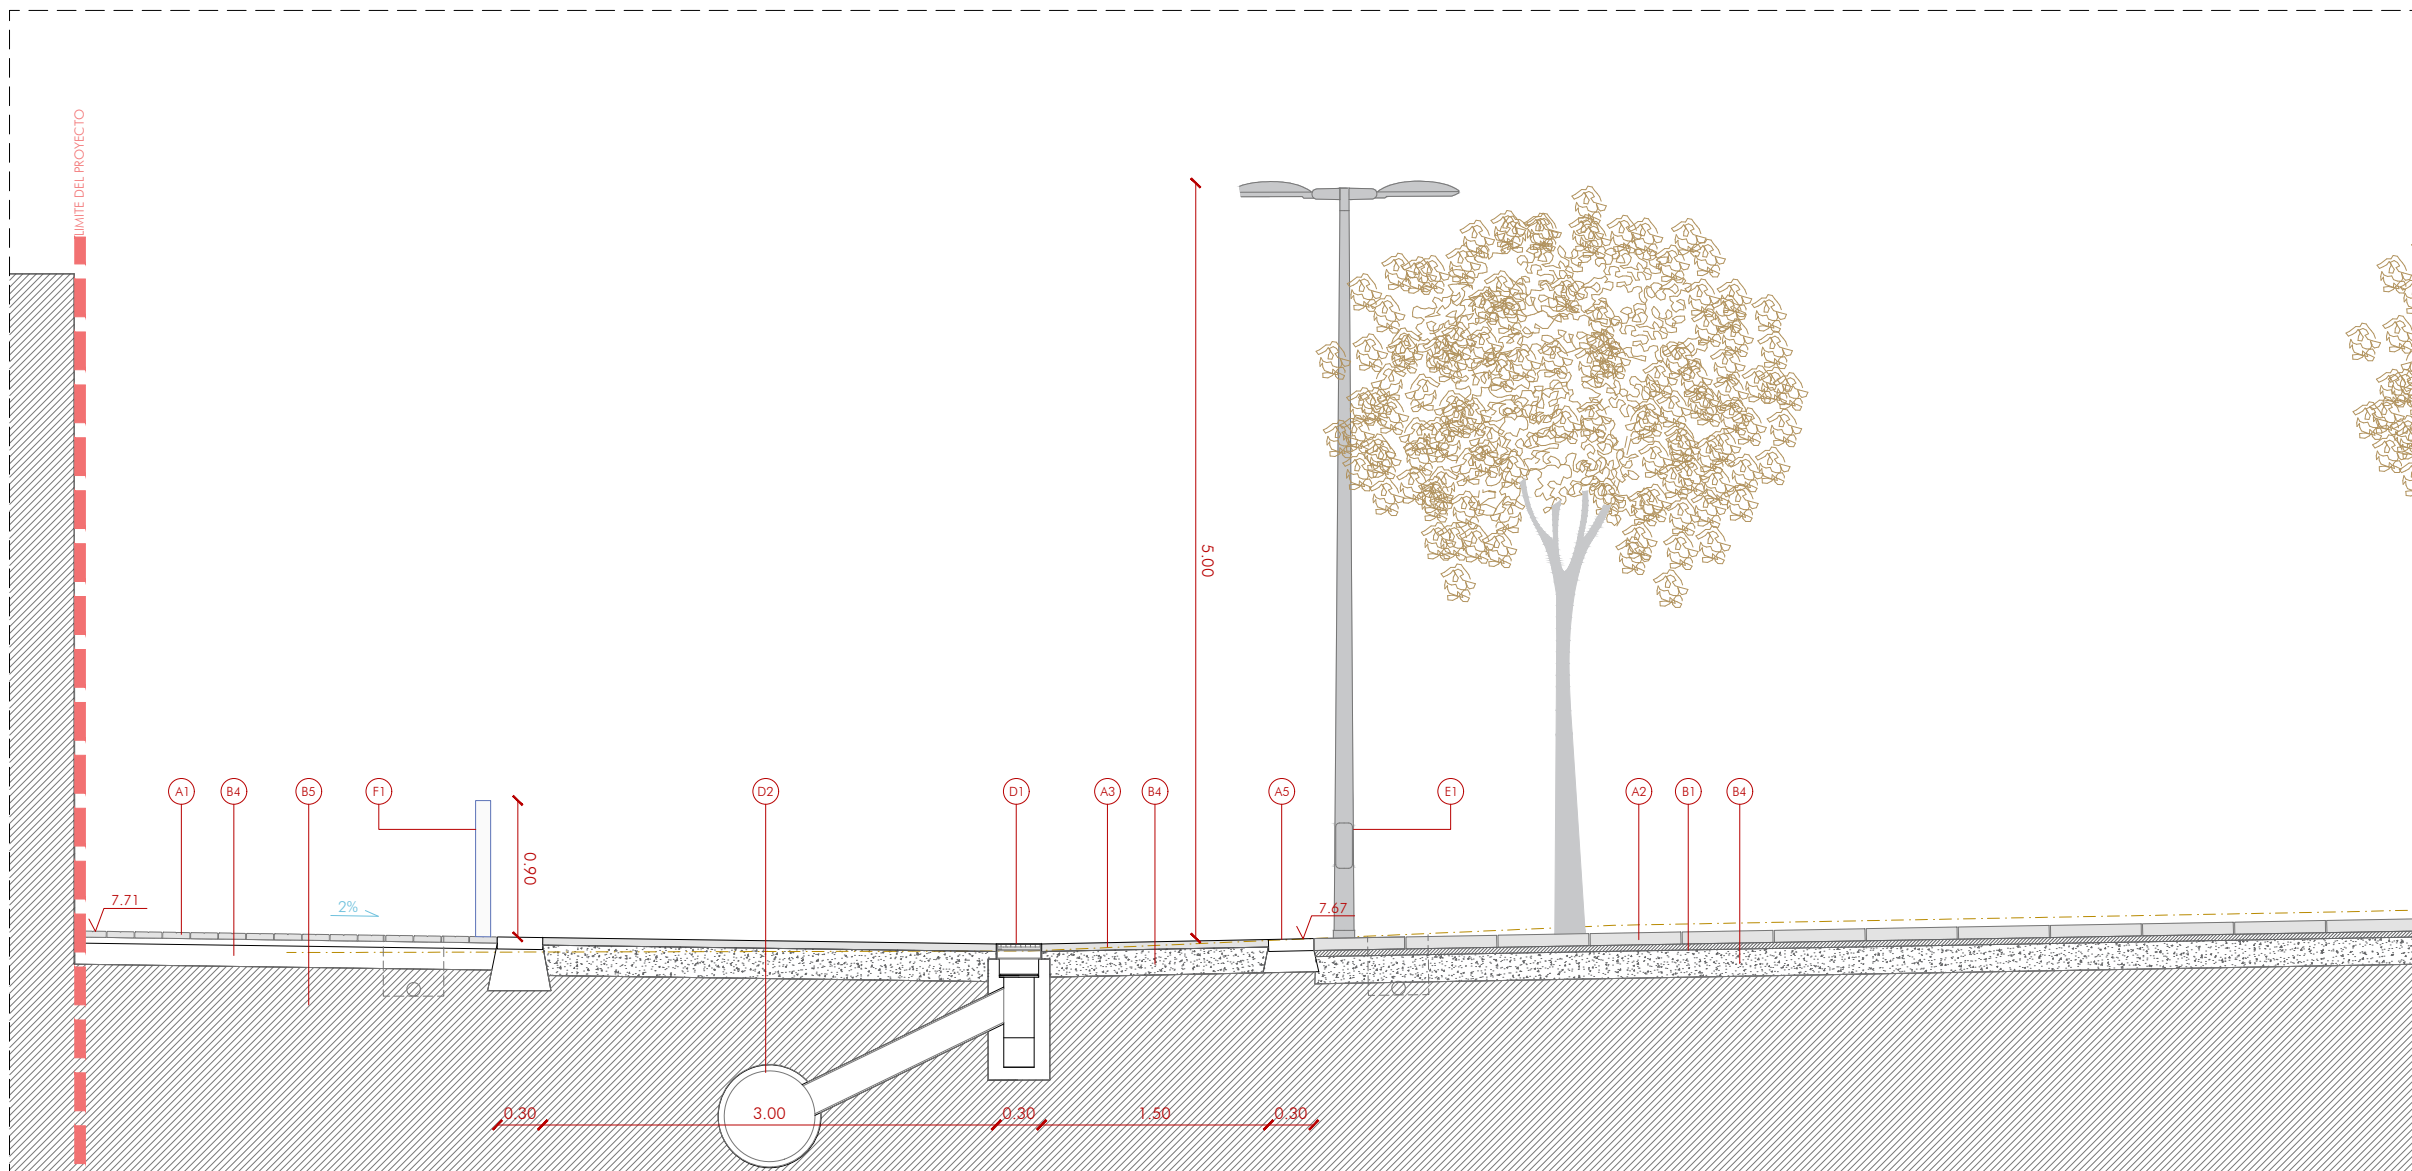 LIMITE DEL PROYECTO
5.00
A1 B4 B5 F1 D2 D1 A3 B4 A5 E1 A2 B1 B4
0.90
7.71
2%
7.67
0.30 3.00 0.30 1.50 0.30